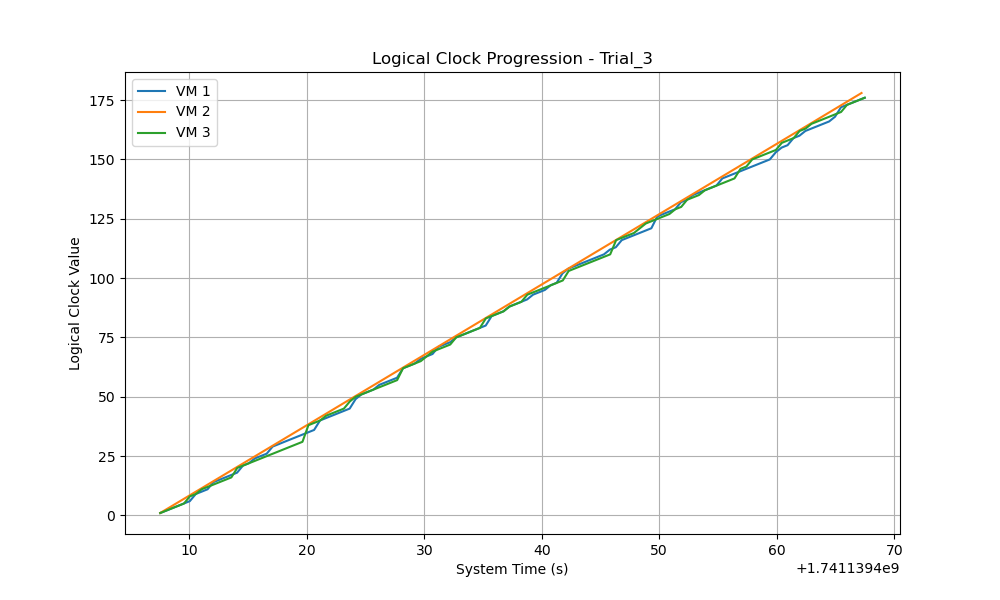 Logical Clock Progression - Trial_3
VM 1
VM 2
VM 3
Logical Clock Value
175
150
125
100
75
50
25
0
10 20 30 40 50 60 70
System Time (s)
+1.7411394e9